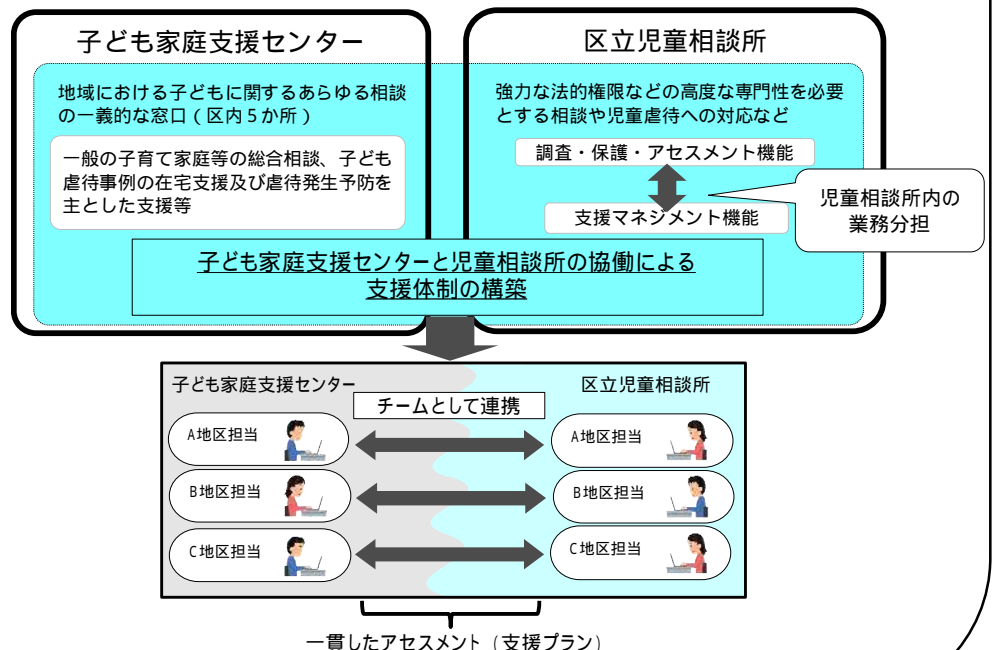 子ども家庭支援センター
地域における子どもに関するあらゆる相談
の一義的な窓口（区内５か所）
一般の子育て家庭等の総合相談、子ども
虐待事例の在宅支援及び虐待発生予防を
主とした支援等
区立児童相談所
強力な法的権限などの高度な専門性を必要
とする相談や児童虐待への対応など
調査・保護・アセスメント機能
支援マネジメント機能
児童相談所内の
業務分担
子ども家庭支援センターと児童相談所の協働による
支援体制の構築
子ども家庭支援センター
区立児童相談所
チームとして連携
A地区担当
A地区担当
B地区担当
B地区担当
C地区担当
C地区担当
一貫したアセスメント（支援プラン）